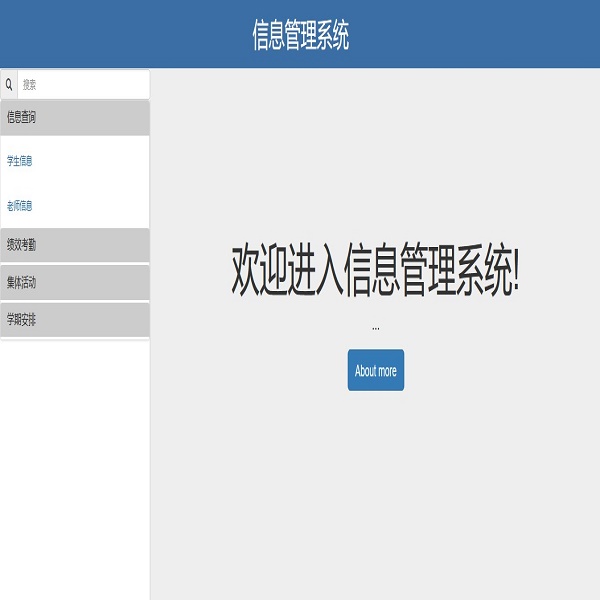 信息管理系统
搜索
信息查询
学生信息
老师信息
绩效考勤
集体活动
学期安排
欢迎进入信息管理系统!
...
About more